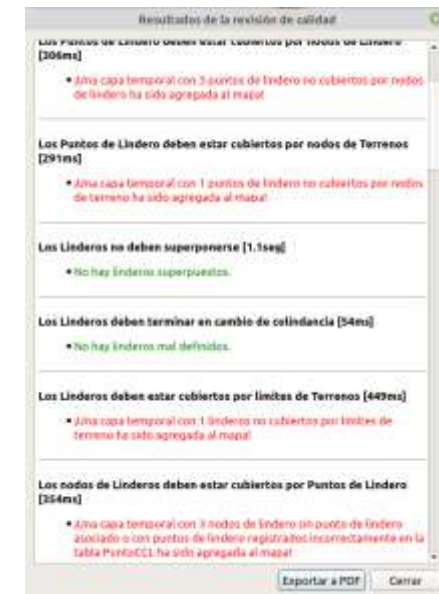 Resultados de la revisión de calidad
Los Puntos de Lindero deben estar cubiertos por nodos de Lindero
[306ms]
¡Una capa temporal con 3 puntos de lindero no cubiertos por nodos
de lindero ha sido agregada al mapa!
Los Puntos de Lindero deben estar cubiertos por nodos de Terrenos
[291ms]
¡Una capa temporal con 1 puntos de lindero no cubiertos por nodos
de terreno ha sido agregada al mapa!
Los Linderos no deben superponerse [1.1seg]
No hay linderos superpuestos.
Los Linderos deben terminar en cambio de colindancia [54ms]
No hay linderos mal definidos.
Los Linderos deben estar cubiertos por límites de Terrenos [449ms]
¡Una capa temporal con 1 linderos no cubiertos por límites de
terreno ha sido agregada al mapa!
Los nodos de Linderos deben estar cubiertos por Puntos de Lindero
[354ms]
¡Una capa temporal con 3 nodos de lindero sin punto de lindero
asociado o con puntos de lindero registrados incorrectamente en la
tabla PuntoCCL ha sido agregada al mapa!
Exportar a PDF
Cerrar